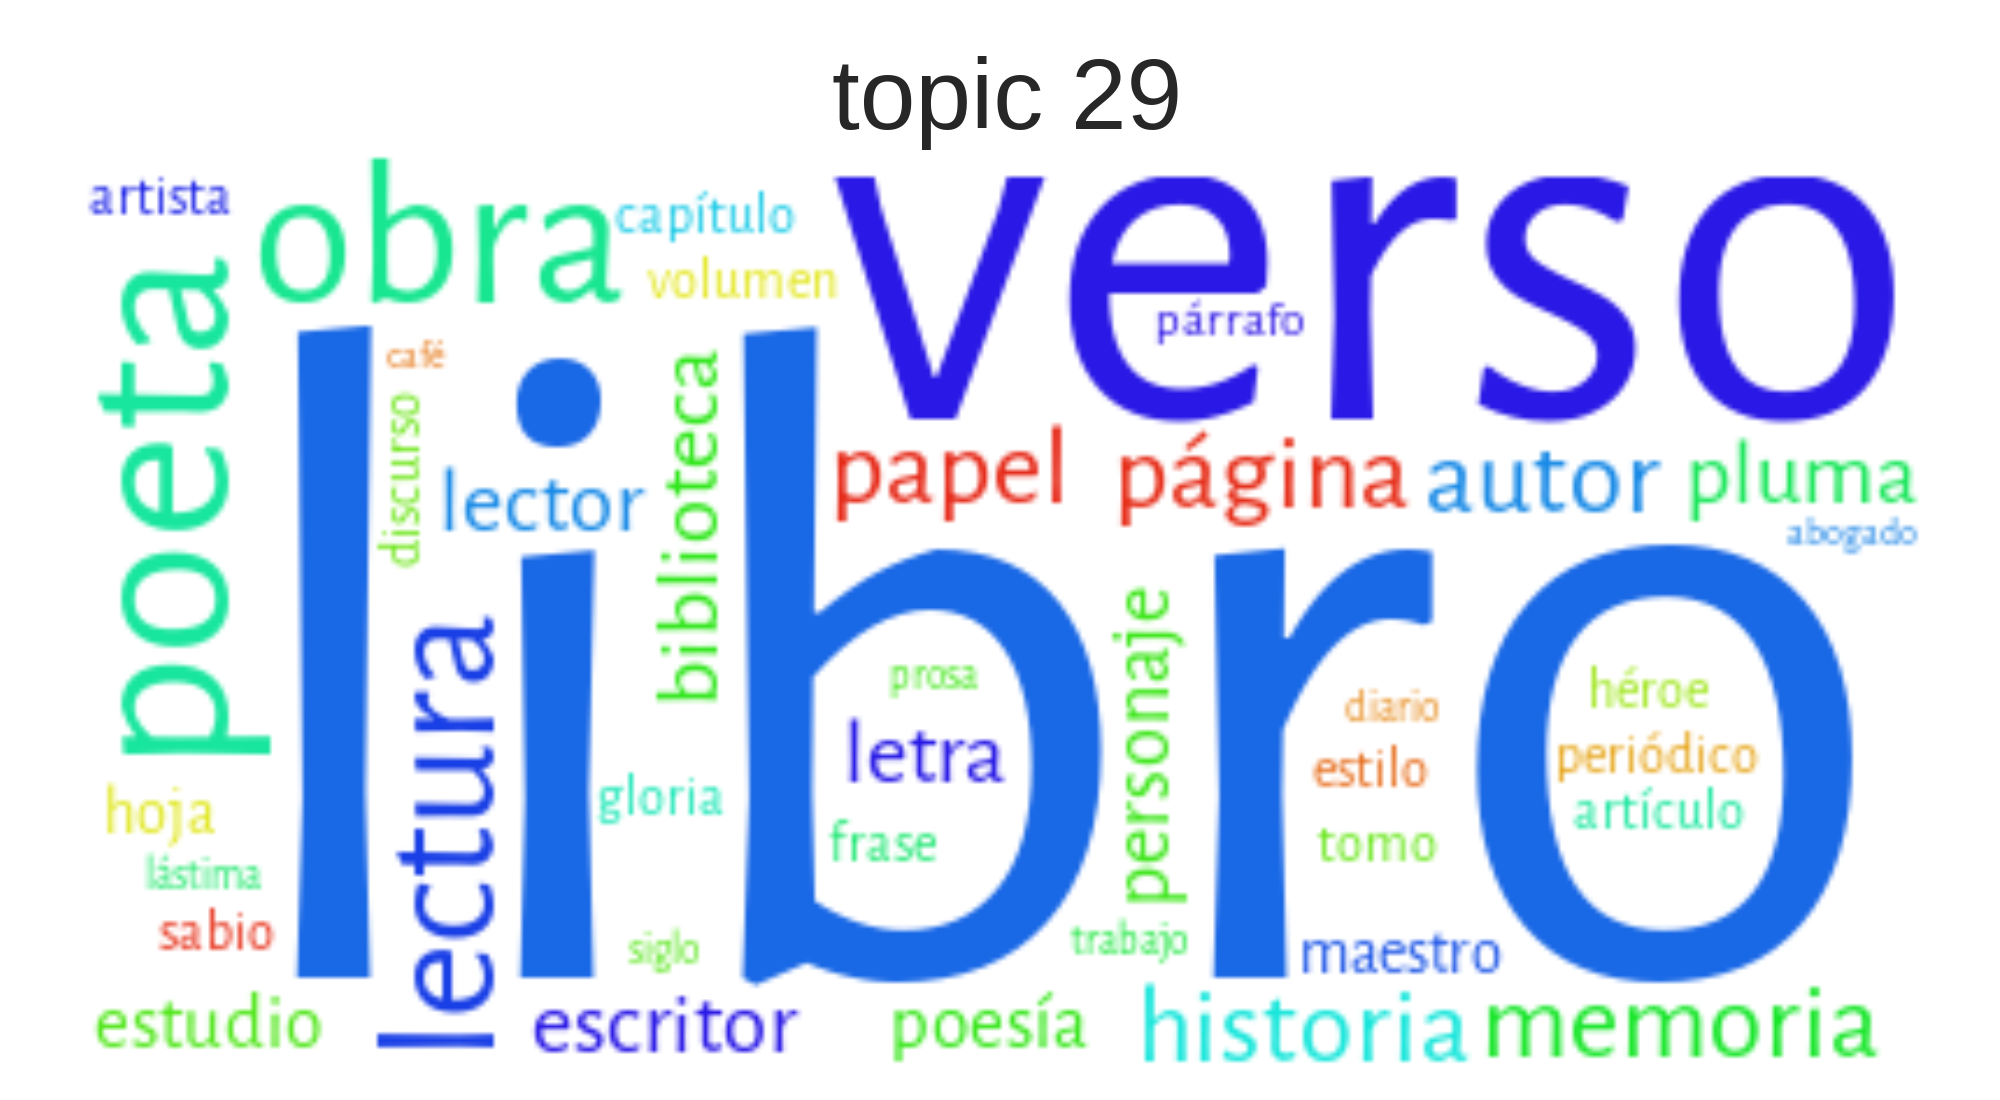 topic 29
artista
obra
capítulo
volumen
verso
párrafo
poeta
café
discurso
lector
biblioteca
papel
página
autor
pluma
abogado
libro
lectura
prosa
letra
frase
gloria
personaje
diario
estilo
tomo
héroe
periódico
artículo
hoja
lástima
sabio
siglo
trabajo
maestro
estudio
escritor
poesía
historia
memoria